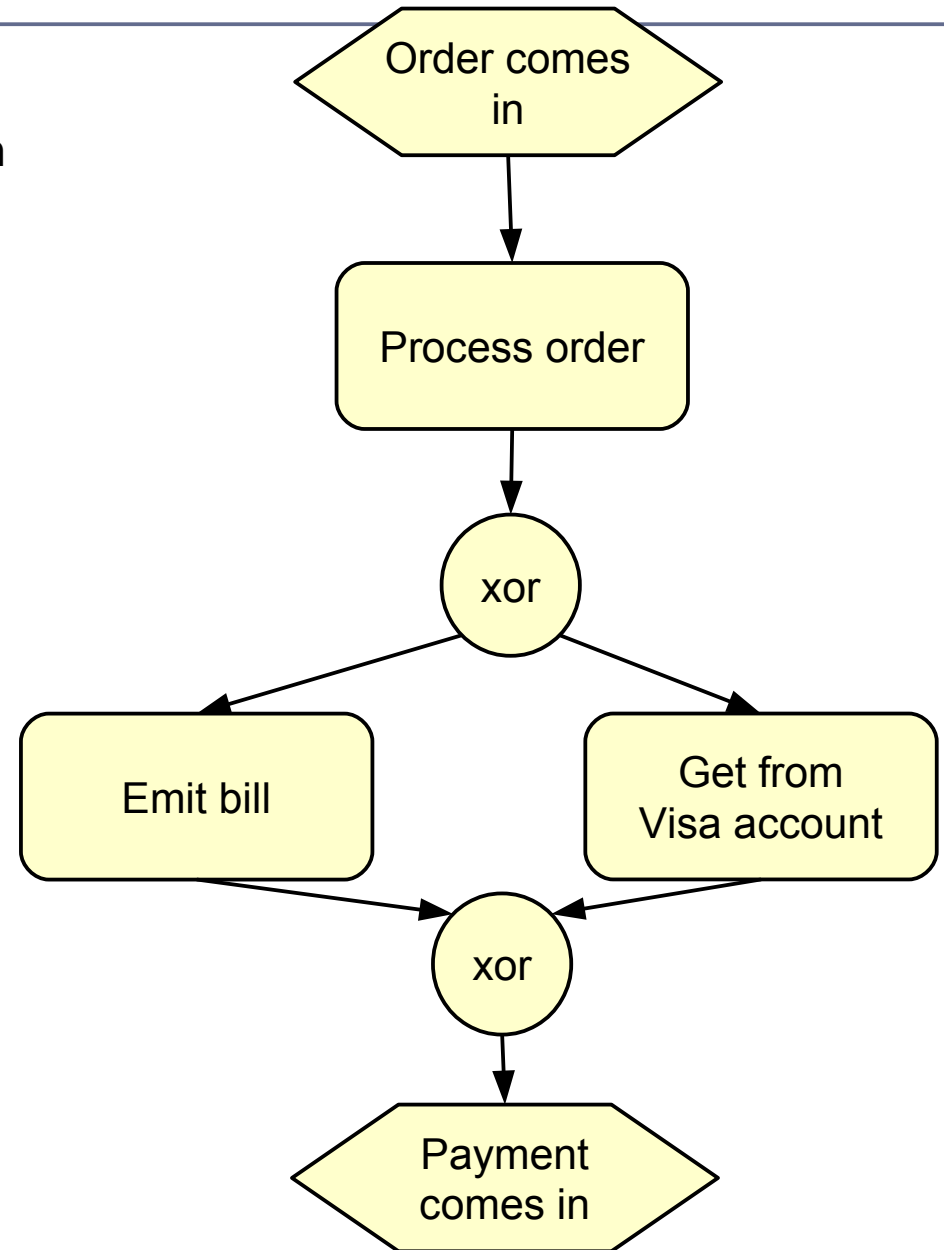 Order comes
in
Process order
xor
Emit bill
Get from
Visa account
xor
Payment
comes in